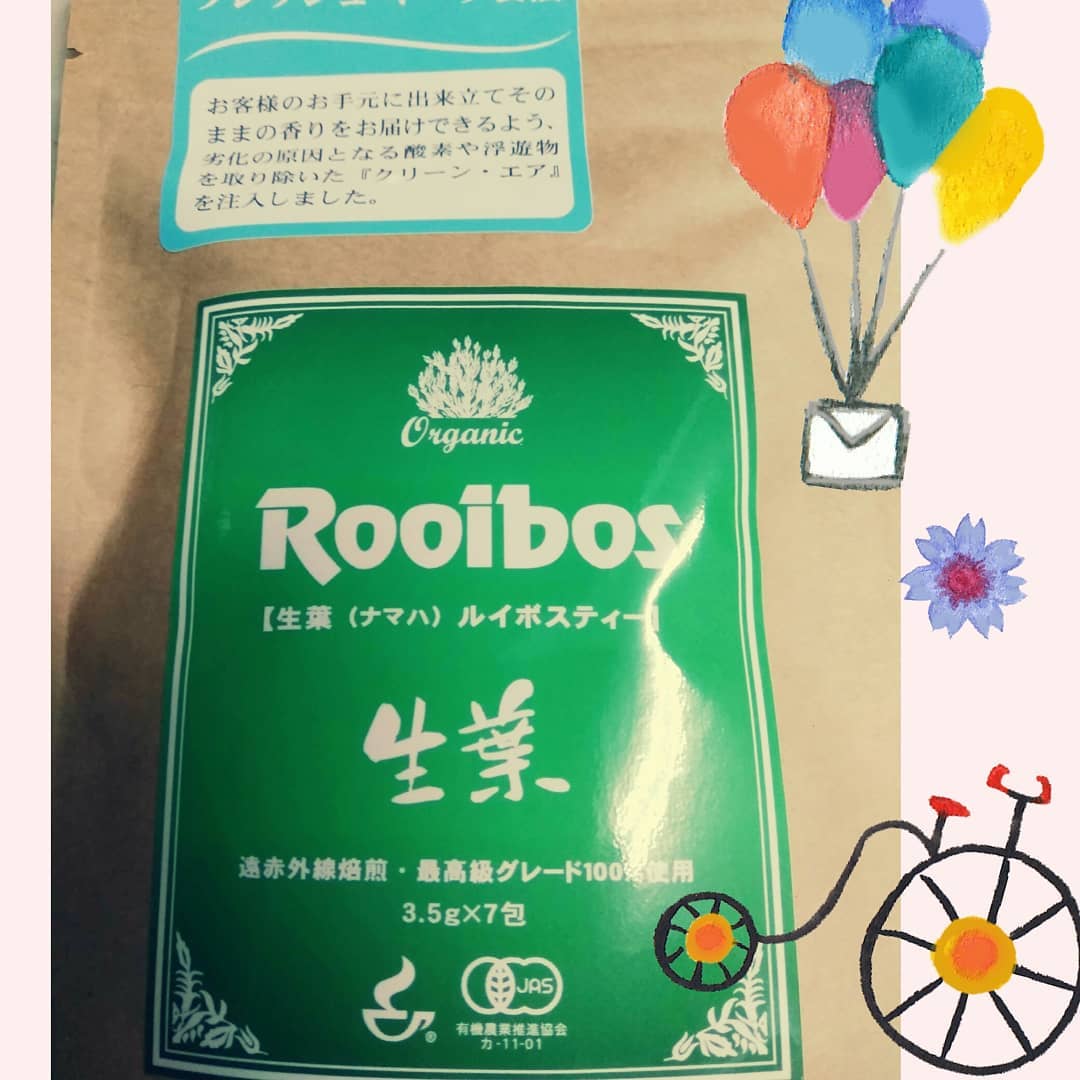 お客様のお手元に出来立てその
ままの香りをお届けできるよう、
劣化の原因となる酸素や浮遊物
を取り除いた『クリーン・エア』
を注入しました。
Organic
Rooibos
【生葉（ナマハ）ルイボスティー】
生葉
遠赤外線焙煎・最高級グレード100%使用
3.5g×7包
®
JAS
有機農業推進協会
カ-11-01